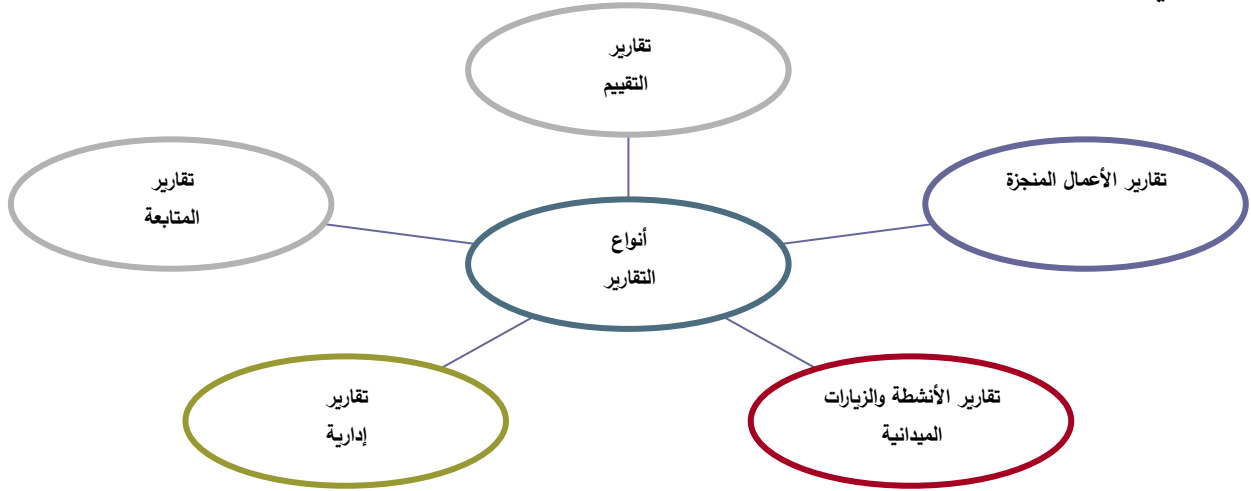 تقارير
التقييم
تقارير الأعمال المنجزة
تقارير
المتابعة
أنواع
التقارير
تقارير الأنشطة والزيارات
الميدانية
تقارير
إدارية